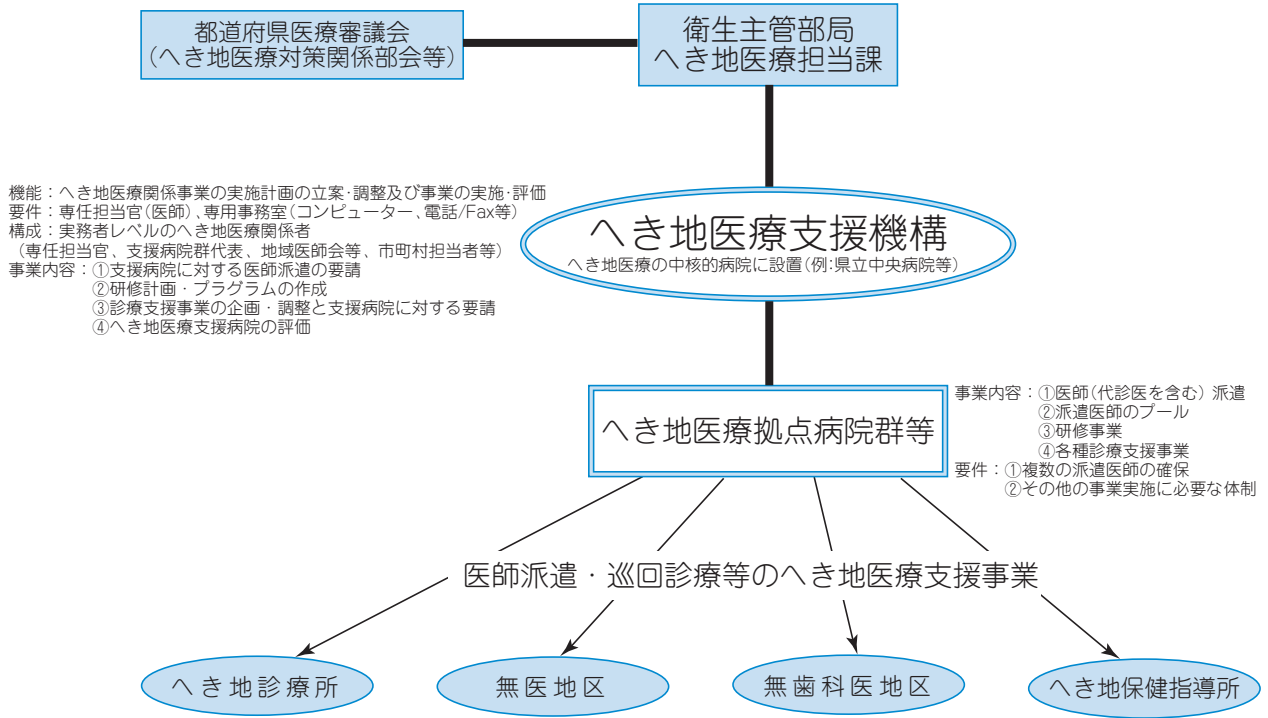 都道府県医療審議会
（へき地医療対策関係部会等）
衛生主管部局
へき地医療担当課
機能：へき地医療関係事業の実施計画の立案･調整及び事業の実施･評価
要件：専任担当官（医師）、専用事務室（コンピューター、電話/Fax等）
構成：実務者レベルのへき地医療関係者
（専任担当官、支援病院群代表、地域医師会等、市町村担当者等）
事業内容：①支援病院に対する医師派遣の要請
②研修計画・プラグラムの作成
③診療支援事業の企画・調整と支援病院に対する要請
④へき地医療支援病院の評価
へき地医療支援機構
へき地医療の中核的病院に設置（例:県立中央病院等）
へき地医療拠点病院群等
事業内容：①医師（代診医を含む）派遣
②派遣医師のプール
③研修事業
④各種診療支援事業
要件：①複数の派遣医師の確保
②その他の事業実施に必要な体制
医師派遣・巡回診療等のへき地医療支援事業
へき地診療所
無医地区
無歯科医地区
へき地保健指導所